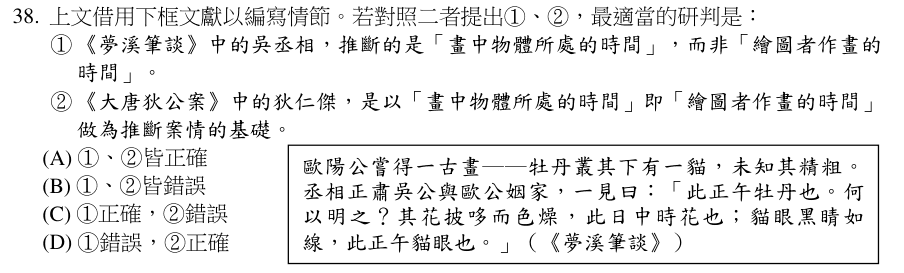 38. 上文借用下框文獻以編寫情節。若對照二者提出①、②，最適當的研判是：
①《夢溪筆談》中的吳丞相，推斷的是「畫中物體所處的時間」，而非「繪圖者作畫的
時間」。
②《大唐狄公案》中的狄仁傑，是以「畫中物體所處的時間」即「繪圖者作畫的時間」
做為推斷案情的基礎。
(A) ①、②皆正確
(B) ①、②皆錯誤
(C) ①正確，②錯誤
(D) ①錯誤，②正確
歐陽公嘗得一古畫──牡丹叢其下有一貓，未知其精粗。
丞相正肅吳公與歐公姻家，一見曰：「此正午牡丹也。何
以明之？其花披哆而色燥，此日中時花也；貓眼黑睛如
線，此正午貓眼也。」（《夢溪筆談》）